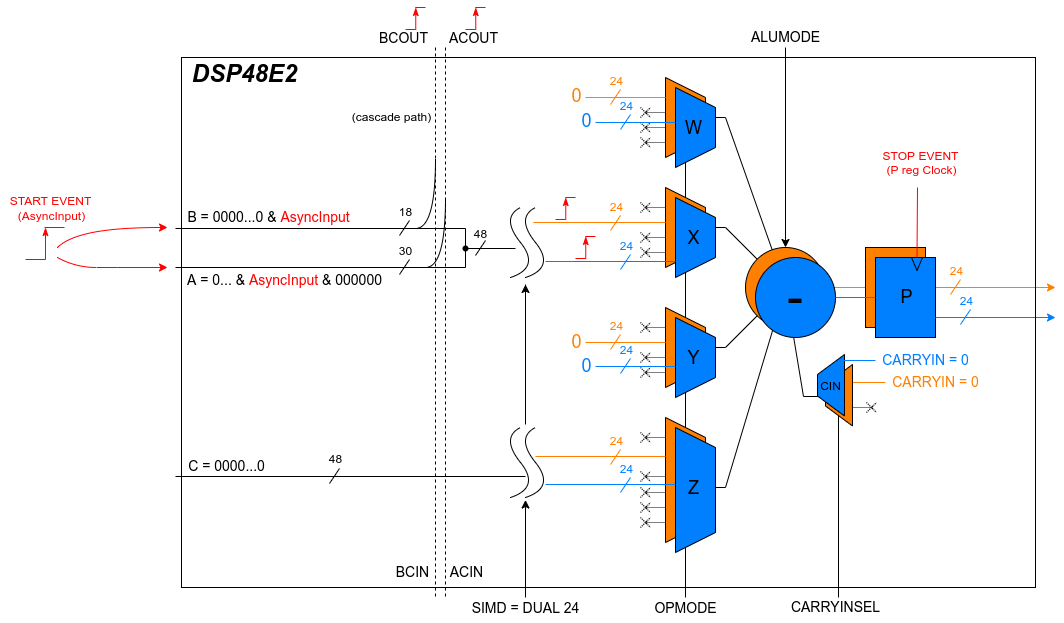 BCOUT ACOUT
ALUMODE
DSP48E2
(cascade path)
24
0
24
0
W
STOP EVENT
(P reg Clock)
START EVENT
(AsyncInput)
B = 0000...0 & AsyncInput
18
48
30
A = 0... & AsyncInput & 000000
24
24
X
-
P
24
24
24
0
24
0
Y
CIN
CARRYIN = 0
CARRYIN = 0
C = 0000...0
48
24
24
Z
BCIN ACIN
SIMD = DUAL 24
OPMODE
CARRYINSEL